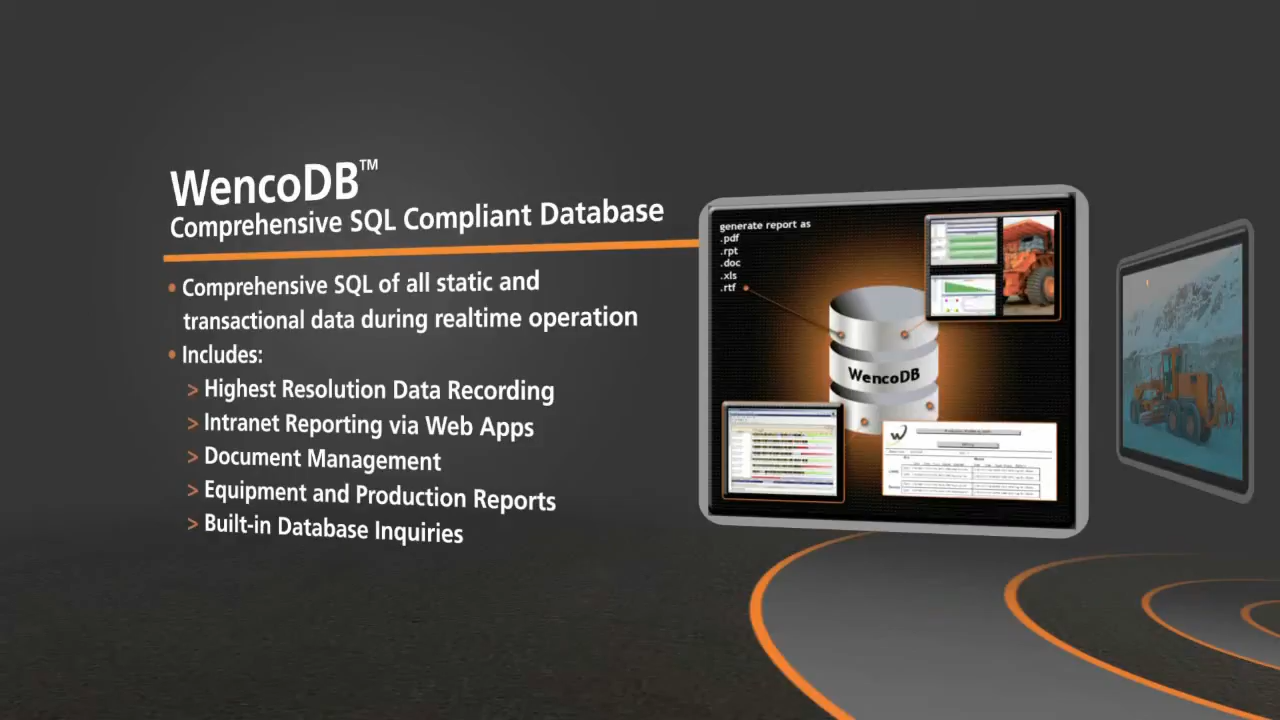 WencoDB™
Comprehensive SQL Compliant Database
• Comprehensive SQL of all static and
transactional data during realtime operation
• Includes:
> Highest Resolution Data Recording
> Intranet Reporting via Web Apps
> Document Management
> Equipment and Production Reports
> Built-in Database Inquiries
generate report as
.pdf
.rpt
.doc
.xls
.rtf
WencoDB